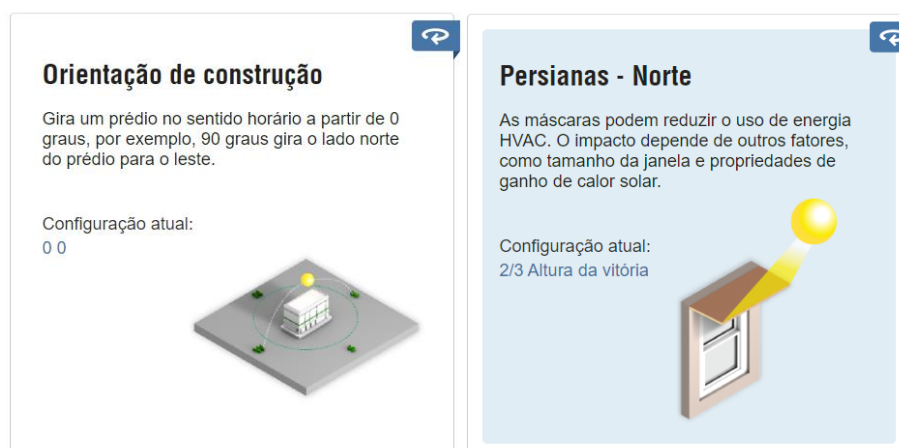 Orientação de construção
Gira um prédio no sentido horário a partir de 0
graus, por exemplo, 90 graus gira o lado norte
do prédio para o leste.
Configuração atual:
0 0
Persianas - Norte
As máscaras podem reduzir o uso de energia
HVAC. O impacto depende de outros fatores,
como tamanho da janela e propriedades de
ganho de calor solar.
Configuração atual:
2/3 Altura da vitória